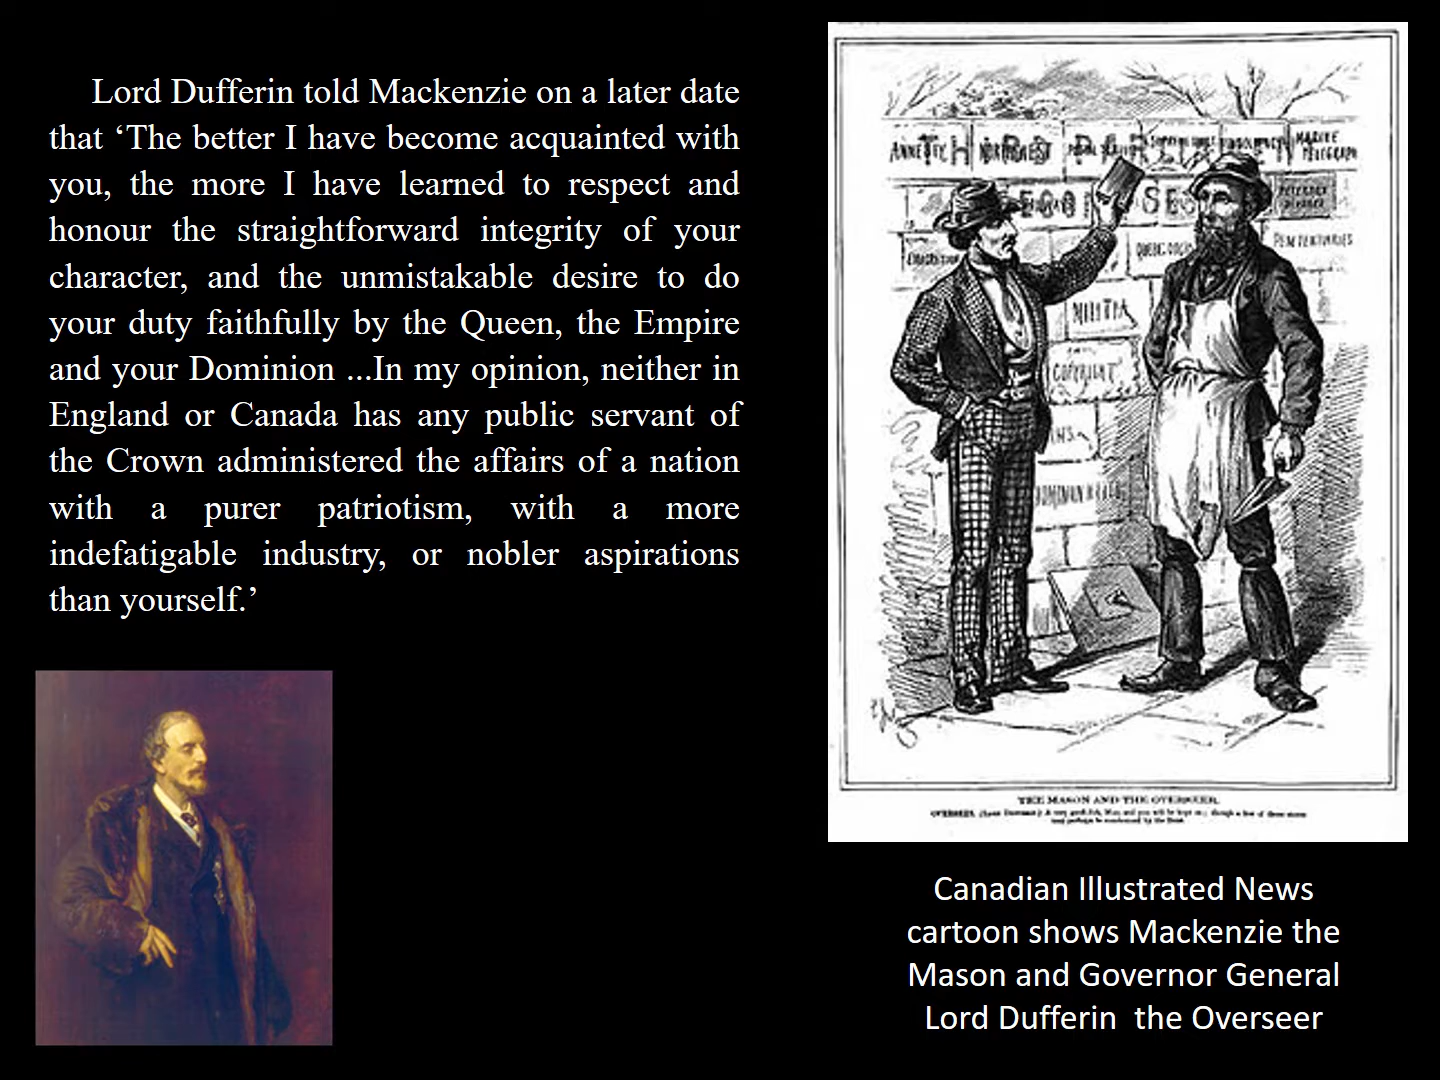 Lord Dufferin told Mackenzie on a later date
that ‘The better I have become acquainted with
you, the more I have learned to respect and
honour the straightforward integrity of your
character, and the unmistakable desire to do
your duty faithfully by the Queen, the Empire
and your Dominion ...In my opinion, neither in
England or Canada has any public servant of
the Crown administered the affairs of a nation
with a purer patriotism, with a more
indefatigable industry, or nobler aspirations
than yourself.’
MARINE
TELEGRAPH
PENITENTIARIES
MILITIA
COPYRIGHT
THE MASON AND THE OVERSEER.
Canadian Illustrated News
cartoon shows Mackenzie the
Mason and Governor General
Lord Dufferin  the Overseer